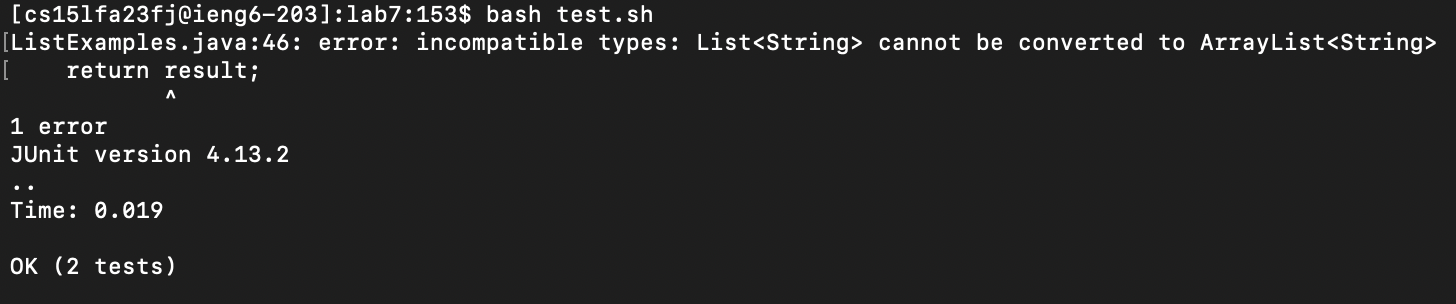 [cs15lfa23fj@ieng6-203]:lab7:153$ bash test.sh
[ListExamples.java:46: error: incompatible types: List<String> cannot be converted to ArrayList<String>
[    return result;
           ^
1 error
JUnit version 4.13.2
..
Time: 0.019

OK (2 tests)